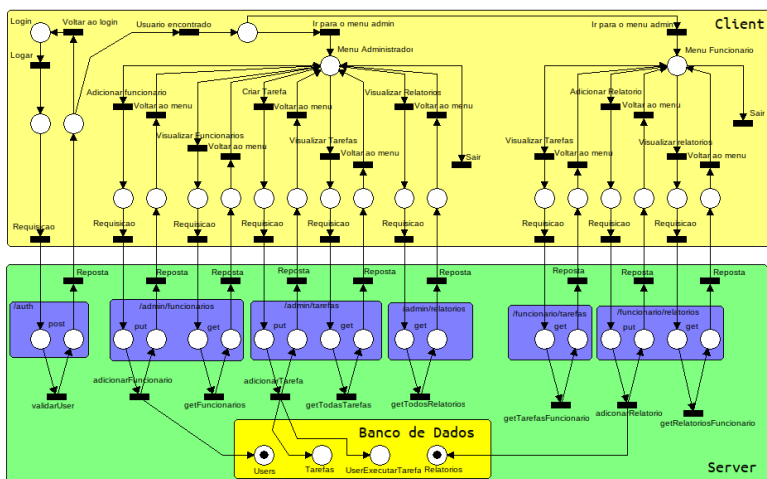 Login
Voltar ao login
Usuario encontrado
Ir para o menu admin
Ir para o menu admin
Client
Logar
Menu Administrador
Menu Funcionario
Adicionar funcionario
Voltar ao menu
Criar Tarefa
Voltar ao menu
Visualizar Relatorios
Voltar ao menu
Adicionar Relatorio
Voltar ao menu
Sair
Visualizar Funcionarios
Voltar ao menu
Visualizar Tarefas
Voltar ao menu
Sair
Visualizar Tarefas
Voltar ao menu
Visualizar relatorios
Voltar ao menu
Requisicao
Requisicao
Requisicao
Requisicao
Requisicao
Requisicao
Requisicao
Requisicao
Requisicao
Reposta
Reposta
Reposta
Reposta
Reposta
Reposta
Reposta
Reposta
Reposta
/auth
/admin/funcionarios
/admin/tarefas
/admin/relatorios
/funcionario/tarefas
/funcionario/relatorios
post
put
get
put
get
get
get
put
get
validarUser
adicionarFuncionario
getFuncionarios
adicionarTarefa
getTodasTarefas
getTodosRelatorios
getTarefasFuncionario
adiconarRelatorio
getRelatoriosFuncionario
Banco de Dados
Users
Tarefas
UserExecutarTarefa
Relatorios
Server